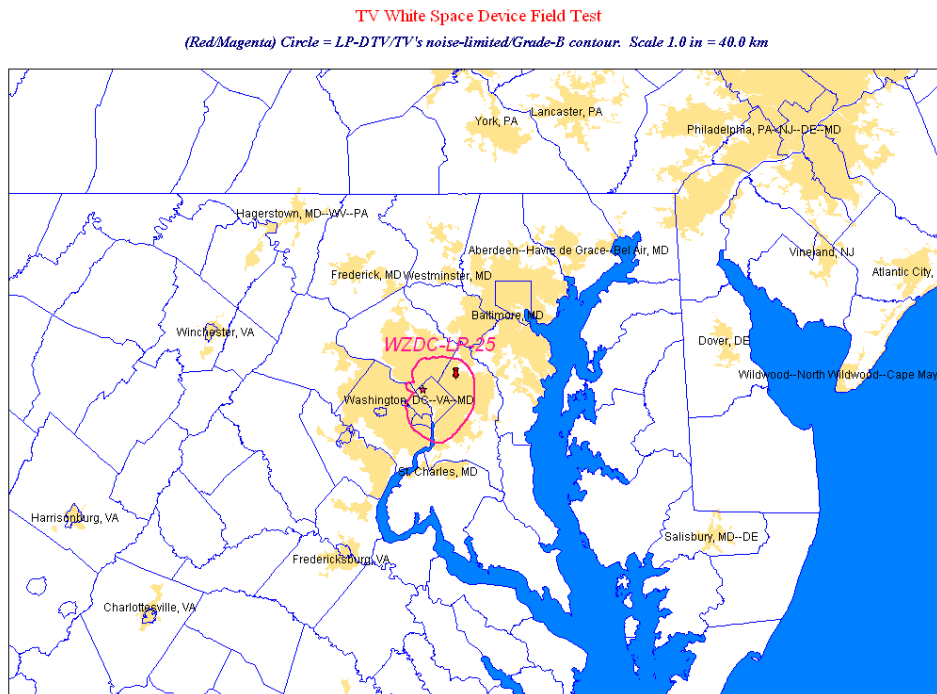 TV White Space Device Field Test
(Red/Magenta) Circle = LP-DTV/TV's noise-limited/Grade-B contour. Scale 1.0 in = 40.0 km
York, PA
Lancaster, PA
Philadelphia, PA--NJ--DE--MD
Hagerstown, MD--WV--PA
Aberdeen--Havre de Grace--Bel Air, MD
Vineland, NJ
Frederick, MD
Westminster, MD
Atlantic City,
Baltimore, MD
Winchester, VA
WZDC-LP-25
Dover, DE
Wildwood--North Wildwood--Cape May
Washington, DC--VA--MD
St. Charles, MD
Harrisonburg, VA
Salisbury, MD--DE
Fredericksburg, VA
Charlottesville, VA